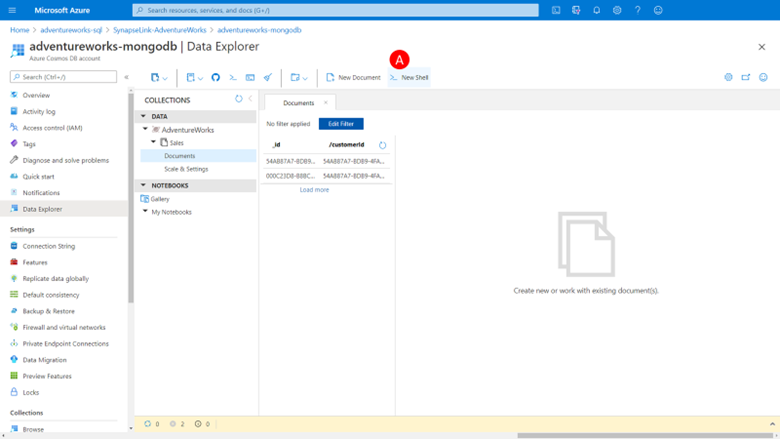 Microsoft Azure
Search resources, services, and docs (G+/)
Home > adventureworks-sql > SynapseLink-AdventureWorks > adventureworks-mongodb
adventureworks-mongodb | Data Explorer
Azure Cosmos DB account
A
Search (Ctrl+/)
New Document
New Shell
Overview
Activity log
Access control (IAM)
Tags
Diagnose and solve problems
Quick start
Notifications
Data Explorer
Settings
Connection String
Features
Replicate data globally
Default consistency
Backup & Restore
Firewall and virtual networks
Private Endpoint Connections
Data Migration
Preview Features
Locks
Collections
Browse
COLLECTIONS
DATA
AdventureWorks
Sales
Documents
Scale & Settings
NOTEBOOKS
Gallery
My Notebooks
Documents
No filter applied
Edit Filter
_id /customerId
54AB87A7-BDB9... 54A887A7-BD89-4FA...
000C23D8-B8BC... 54A887A7-BD89-4FA...
Load more
Create new or work with existing document(s).
0 2 0